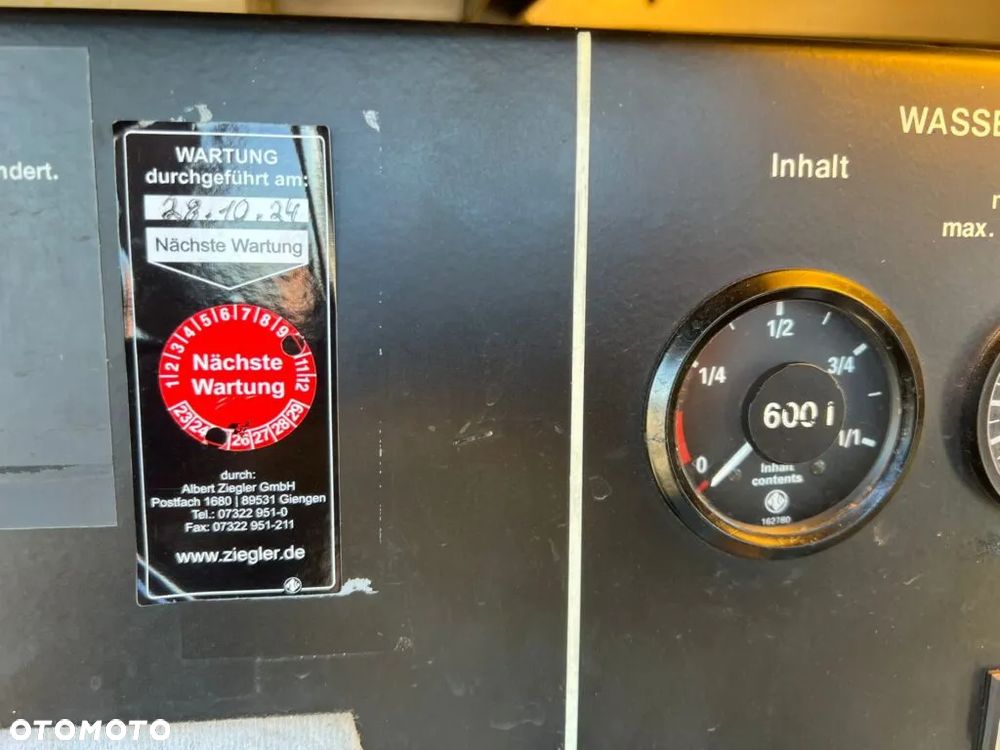 ndert.
WARTUNG
durchgeführt am:
28.10.24
Nächste Wartung
1 2 3 4 5 6 7 8 9 11 12
Nächste
Wartung
23 24 26 27 28 29
durch:
Albert Ziegler GmbH
Postfach 1680 | 89531 Giengen
Tel.: 07322 951-0
Fax: 07322 951-211
www.ziegler.de
WASSE
Inhalt
max.
0 1/4 1/2 3/4 1/1
600 l
Inhalt
contents
162780
OTOMOTO